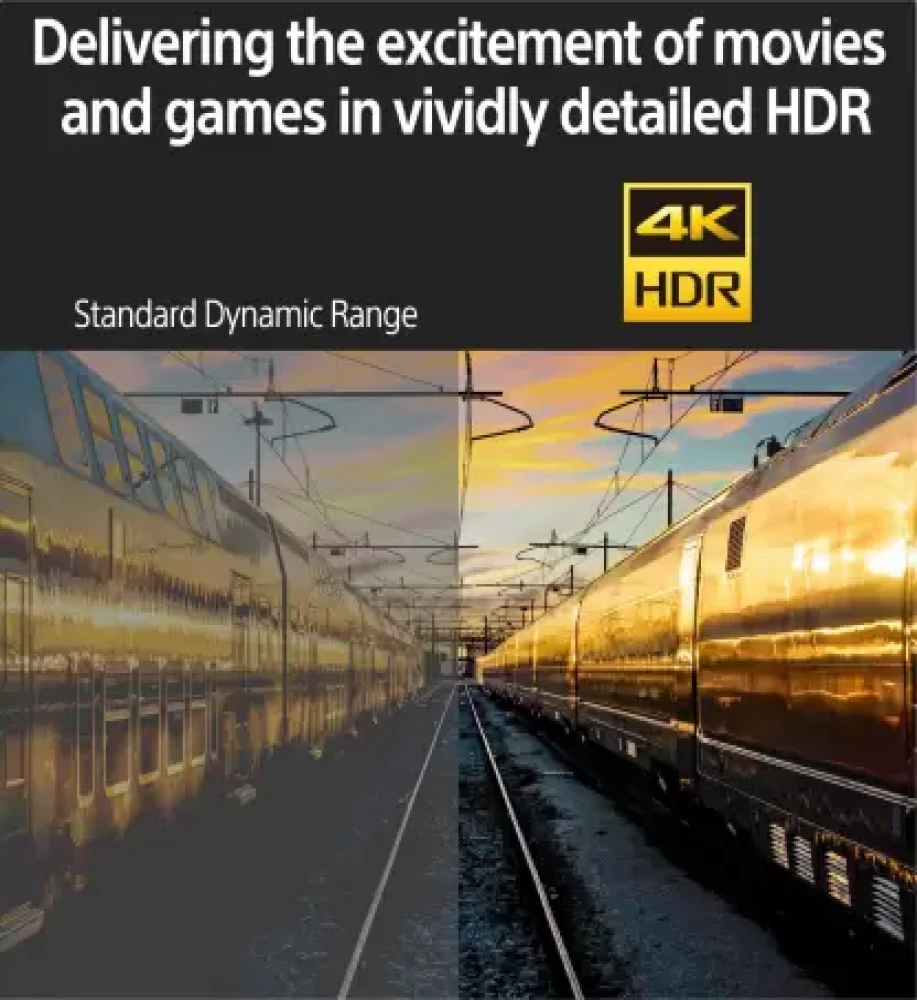 Delivering the excitement of movies
and games in vividly detailed HDR
4K
HDR
Standard Dynamic Range